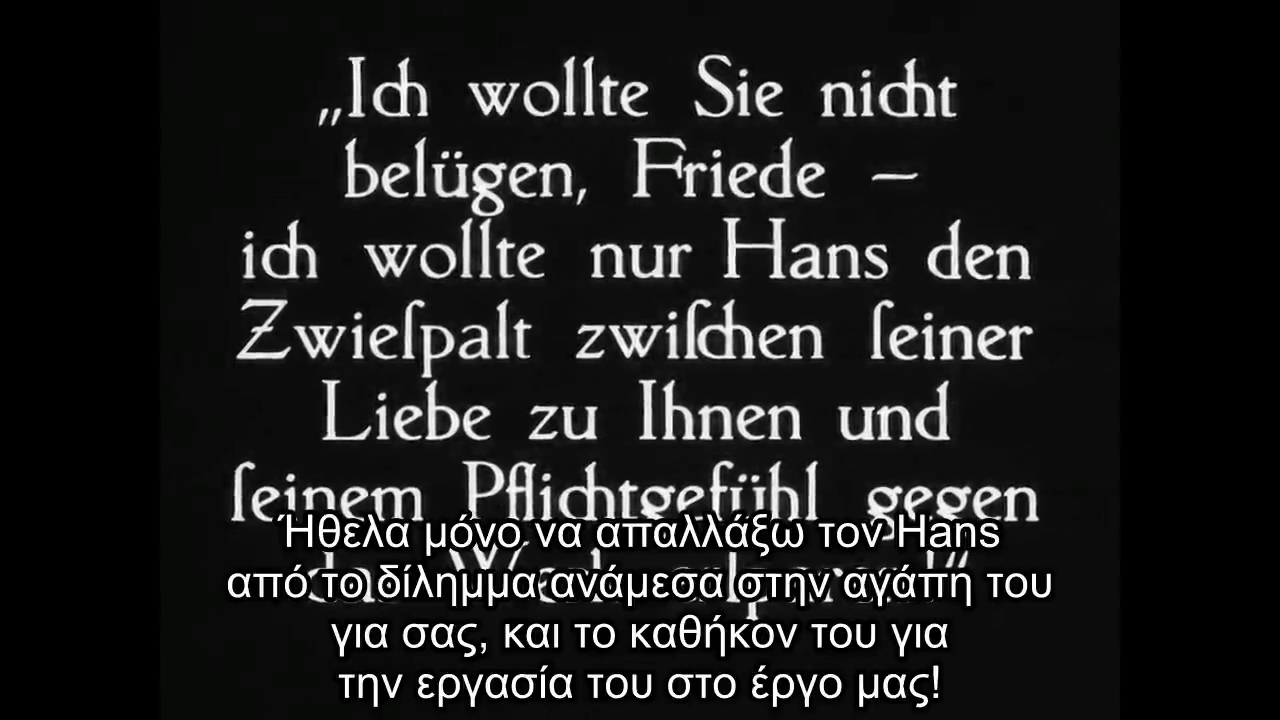 „Ich wollte Sie nicht
belügen, Friede –
ich wollte nur Hans den
Zwieſpalt zwiſchen ſeiner
Liebe zu Ihnen und
ſeinem Pflichtgefühl gegen
Ήθελα μόνο να απαλλάξω τον Hans
από το δίλημμα ανάμεσα στην αγάπη του
για σας, και το καθήκον του για
την εργασία του στο έργο μας!